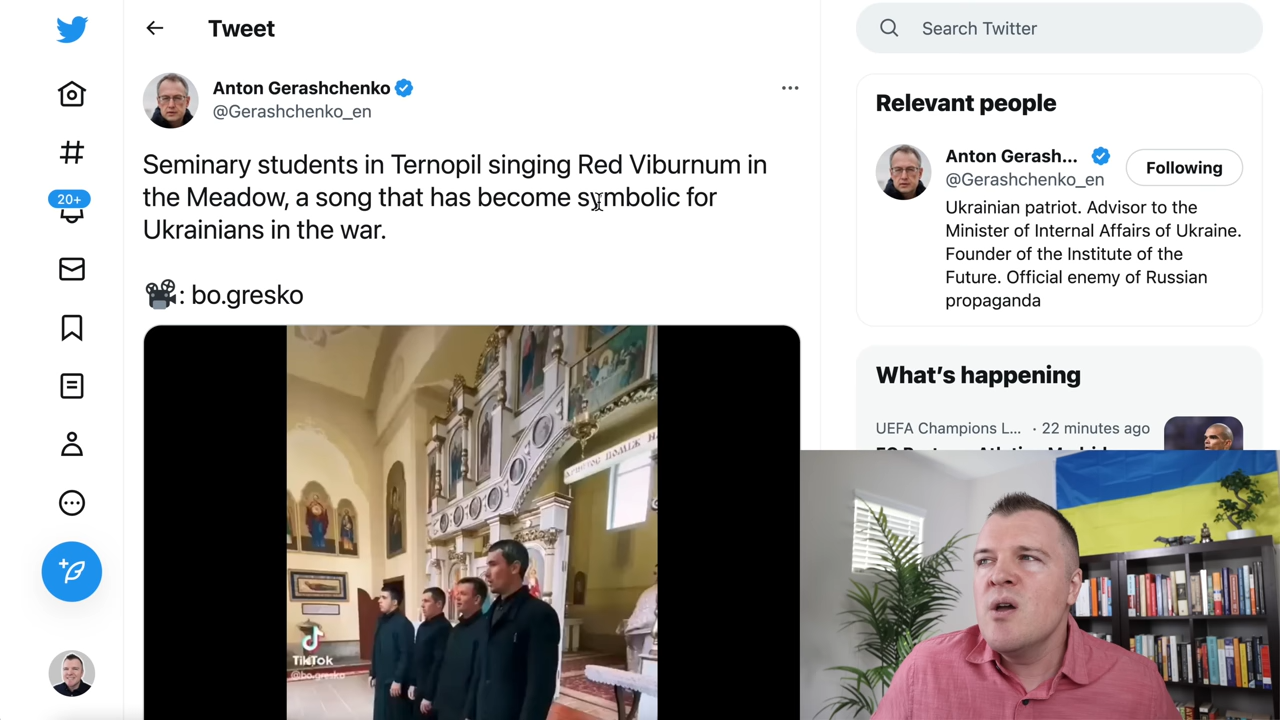 Tweet
Search Twitter
Anton Gerashchenko
@Gerashchenko_en
Seminary students in Ternopil singing Red Viburnum in
the Meadow, a song that has become symbolic for
Ukrainians in the war.
: bo.gresko
TikTok
@bo.gresko
20+
Relevant people
Anton Gerash...
@Gerashchenko_en
Following
Ukrainian patriot. Advisor to the
Minister of Internal Affairs of Ukraine.
Founder of the Institute of the
Future. Official enemy of Russian
propaganda
What's happening
UEFA Champions L... · 22 minutes ago